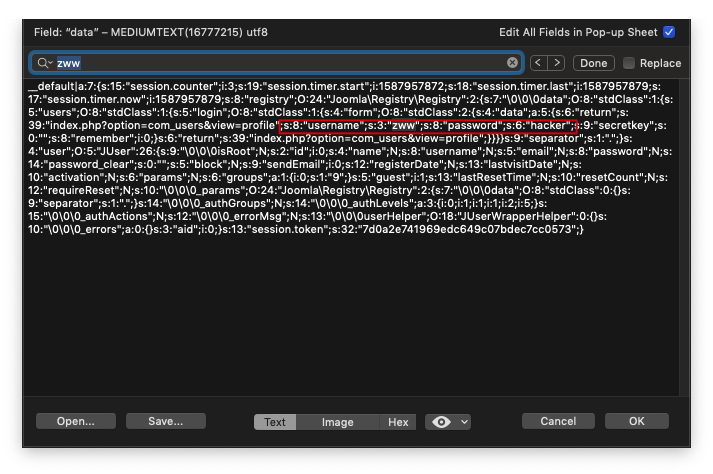 Field: “data” – MEDIUMTEXT(16777215) utf8
Edit All Fields in Pop-up Sheet
zww
Done
Replace
__default|a:7:{s:15:"session.counter";i:3;s:19:"session.timer.start";i:1587957872;s:18:"session.timer.last";i:1587957879;s:
17:"session.timer.now";i:1587957879;s:8:"registry";O:24:"Joomla\Registry\Registry":2:{s:7:"\0\0\0data";O:8:"stdClass":1:{s:
5:"users";O:8:"stdClass":1:{s:5:"login";O:8:"stdClass":1:{s:4:"form";O:8:"stdClass":2:{s:4:"data";a:5:{s:6:"return";s:
39:"index.php?option=com_users&view=profile";s:8:"username";s:3:"zww";s:8:"password";s:6:"hacker";s:9:"secretkey";s:
0:"";s:8:"remember";i:0;}s:6:"return";s:39:"index.php?option=com_users&view=profile";}}}}s:9:"separator";s:1:".";}s:
4:"user";O:5:"JUser":26:{s:9:"\0\0\0isRoot";N;s:2:"id";i:0;s:4:"name";N;s:8:"username";N;s:5:"email";N;s:8:"password";N;s:
14:"password_clear";s:0:"";s:5:"block";N;s:9:"sendEmail";i:0;s:12:"registerDate";N;s:13:"lastvisitDate";N;s:
10:"activation";N;s:6:"params";N;s:6:"groups";a:1:{i:0;s:1:"9";}s:5:"guest";i:1;s:13:"lastResetTime";N;s:10:"resetCount";N;s:
12:"requireReset";N;s:10:"\0\0\0_params";O:24:"Joomla\Registry\Registry":2:{s:7:"\0\0\0data";O:8:"stdClass":0:{}s:
9:"separator";s:1:".";}s:14:"\0\0\0_authGroups";N;s:14:"\0\0\0_authLevels";a:3:{i:0;i:1;i:1;i:1;i:2;i:5;}s:
15:"\0\0\0_authActions";N;s:12:"\0\0\0_errorMsg";N;s:13:"\0\0\0userHelper";O:18:"JUserWrapperHelper":0:{}s:
10:"\0\0\0_errors";a:0:{}s:3:"aid";i:0;}s:13:"session.token";s:32:"7d0a2e741969edc649c07bdec7cc0573";}
Open...
Save...
Text
Image
Hex
Cancel
OK